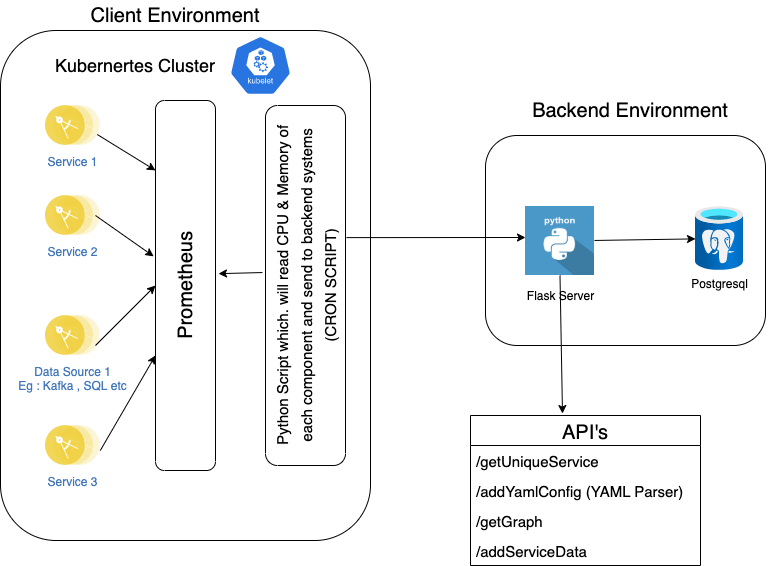 Client Environment
Kubernertes Cluster
kubelet
Service 1
Service 2
Data Source 1
Eg : Kafka , SQL etc
Service 3
Prometheus
Python Script which. will read CPU & Memory of
each component and send to backend systems
(CRON SCRIPT)
Backend Environment
python
Flask Server
Postgresql
API's
/getUniqueService
/addYamlConfig (YAML Parser)
/getGraph
/addServiceData